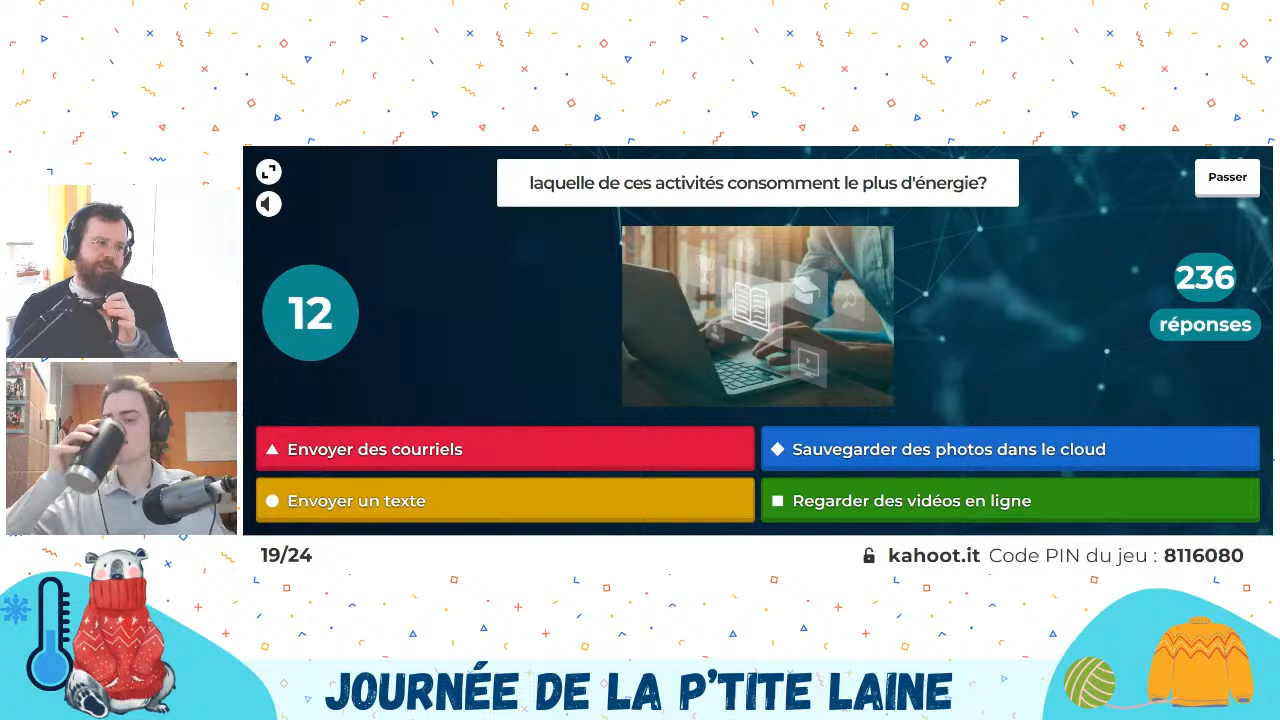 laquelle de ces activités consomment le plus d'énergie?
Passer
12
236
réponses
Envoyer des courriels
Sauvegarder des photos dans le cloud
Envoyer un texte
Regarder des vidéos en ligne
19/24
kahoot.it Code PIN du jeu : 8116080
JOURNÉE DE LA P'TITE LAINE